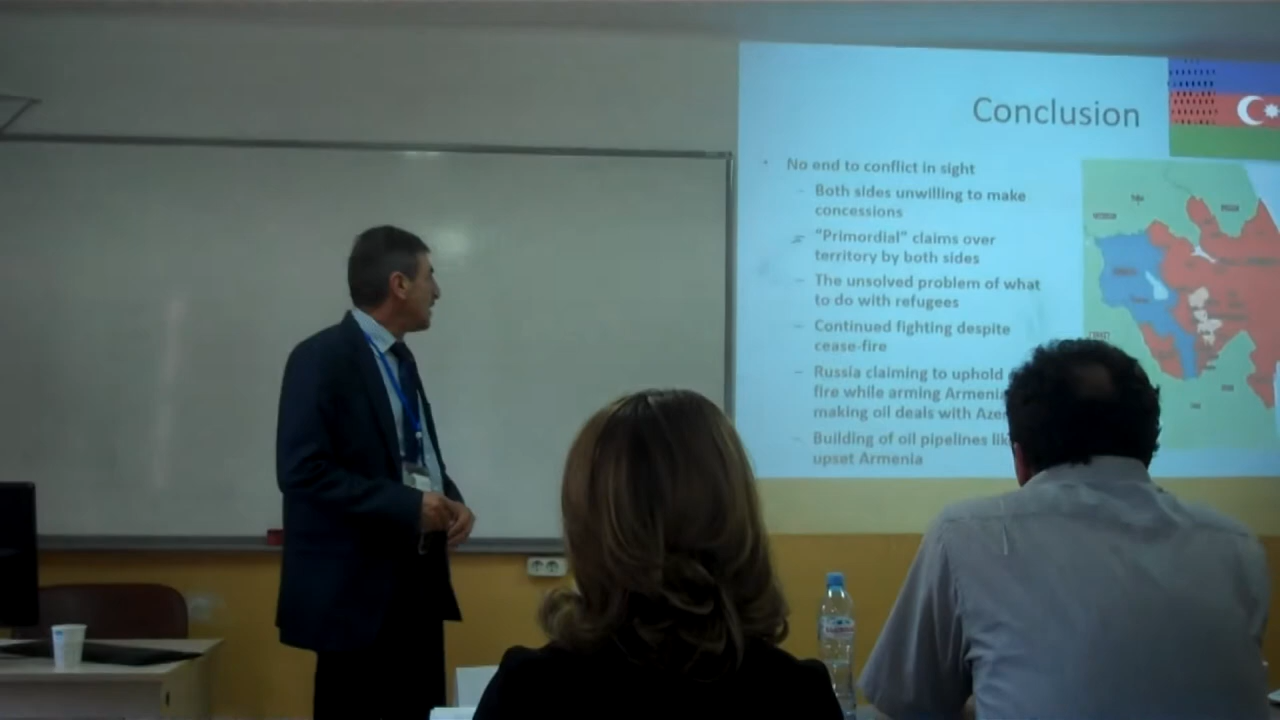 Conclusion
No end to conflict in sight
Both sides unwilling to make
concessions
"Primordial" claims over
territory by both sides
The unsolved problem of what
to do with refugees
Continued fighting despite
cease-fire
Russia claiming to uphold
fire while arming Armenia
making oil deals with
Building of oil pipelines
upset Armenia